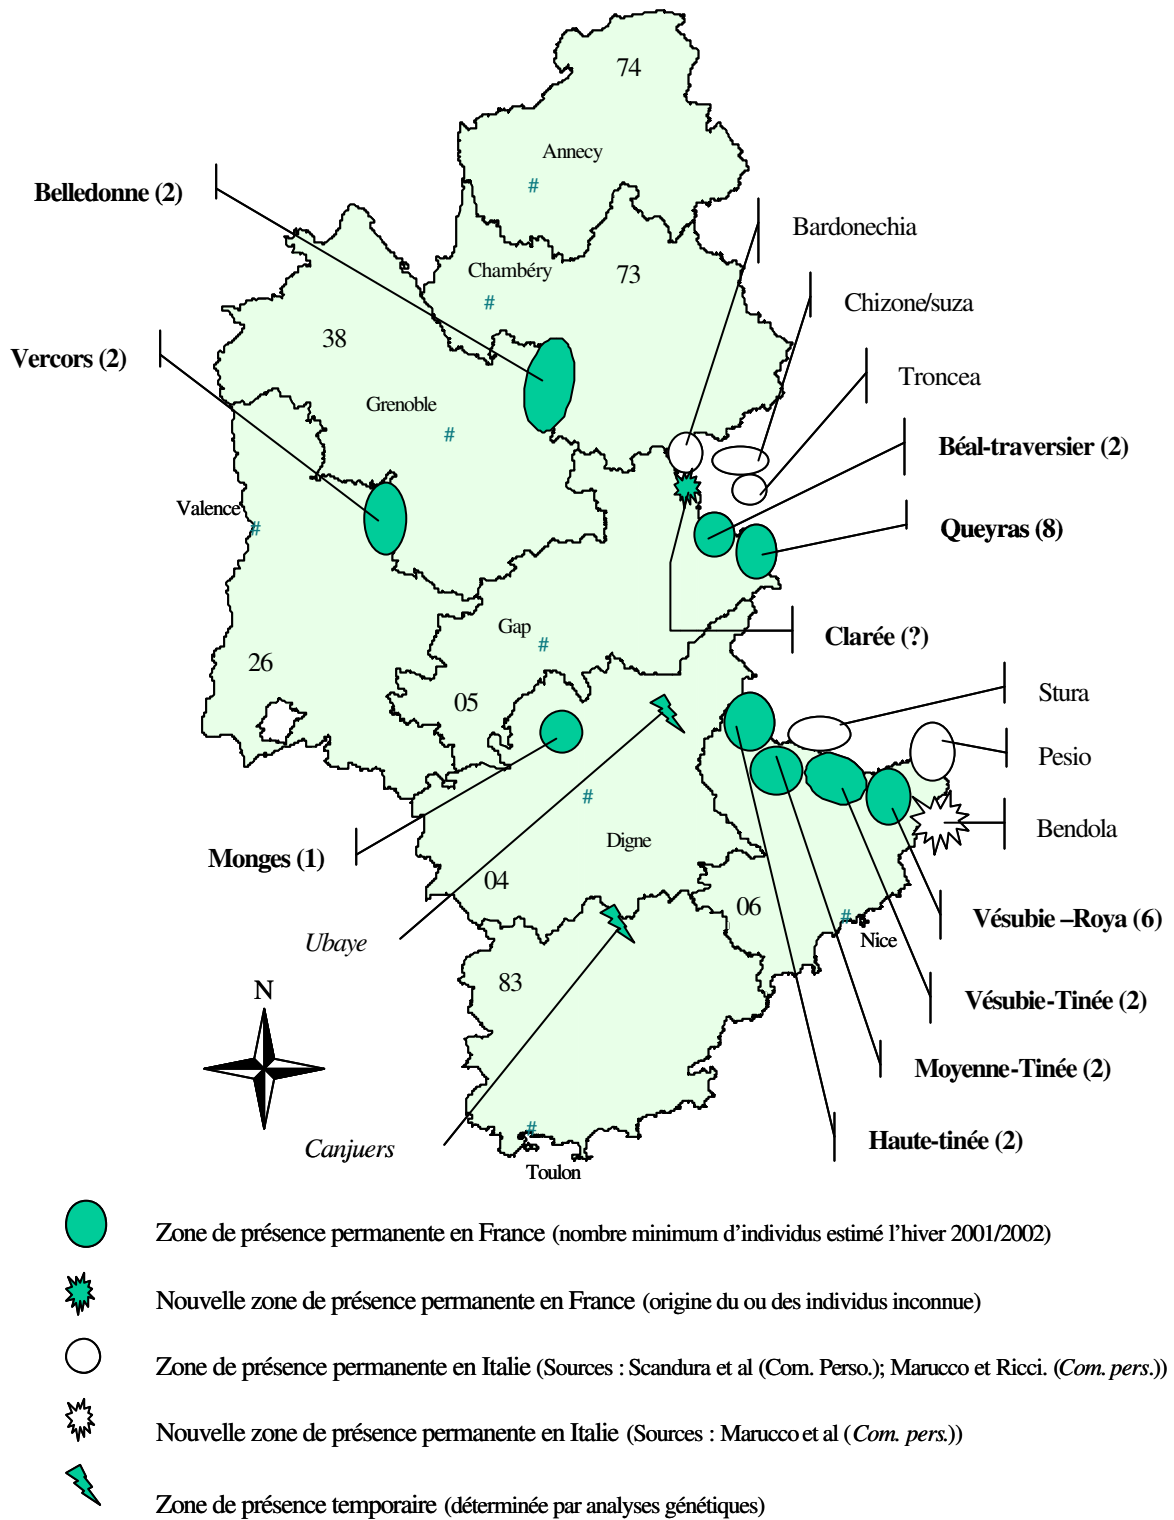 74
Annecy
#
Belledonne (2)
Bardonechia
Chambéry
73
#
Chizone/suza
38
Vercors (2)
Troncea
Grenoble
#
Béal-traversier (2)
Valence
#
Queyras (8)
Gap
#
Clarée (?)
26
05
Stura
Pesio
#
Bendola
Digne
Monges (1)
04
06
#
Nice
Vésubie –Roya (6)
Ubaye
83
N
Vésubie-Tinée (2)
Moyenne-Tinée (2)
#
Canjuers
Haute-tinée (2)
Toulon
Zone de présence permanente en France (nombre minimum d'individus estimé l'hiver 2001/2002)
Nouvelle zone de présence permanente en France (origine du ou des individus inconnue)
Zone de présence permanente en Italie (Sources : Scandura et al (Com. Perso.); Marucco et Ricci. (Com. pers.))
Nouvelle zone de présence permanente en Italie (Sources : Marucco et al (Com. pers.))
Zone de présence temporaire (déterminée par analyses génétiques)